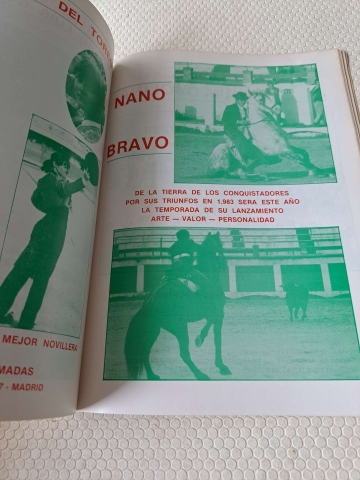 DEL TOR
MEJOR NOVILLERA
MADAS
7 - MADRID
NANO
BRAVO
DE LA TIERRA DE LOS CONQUISTADORES
POR SUS TRIUNFOS EN 1.983 SERA ESTE AÑO
LA TEMPORADA DE SU LANZAMIENTO
ARTE — VALOR — PERSONALIDAD